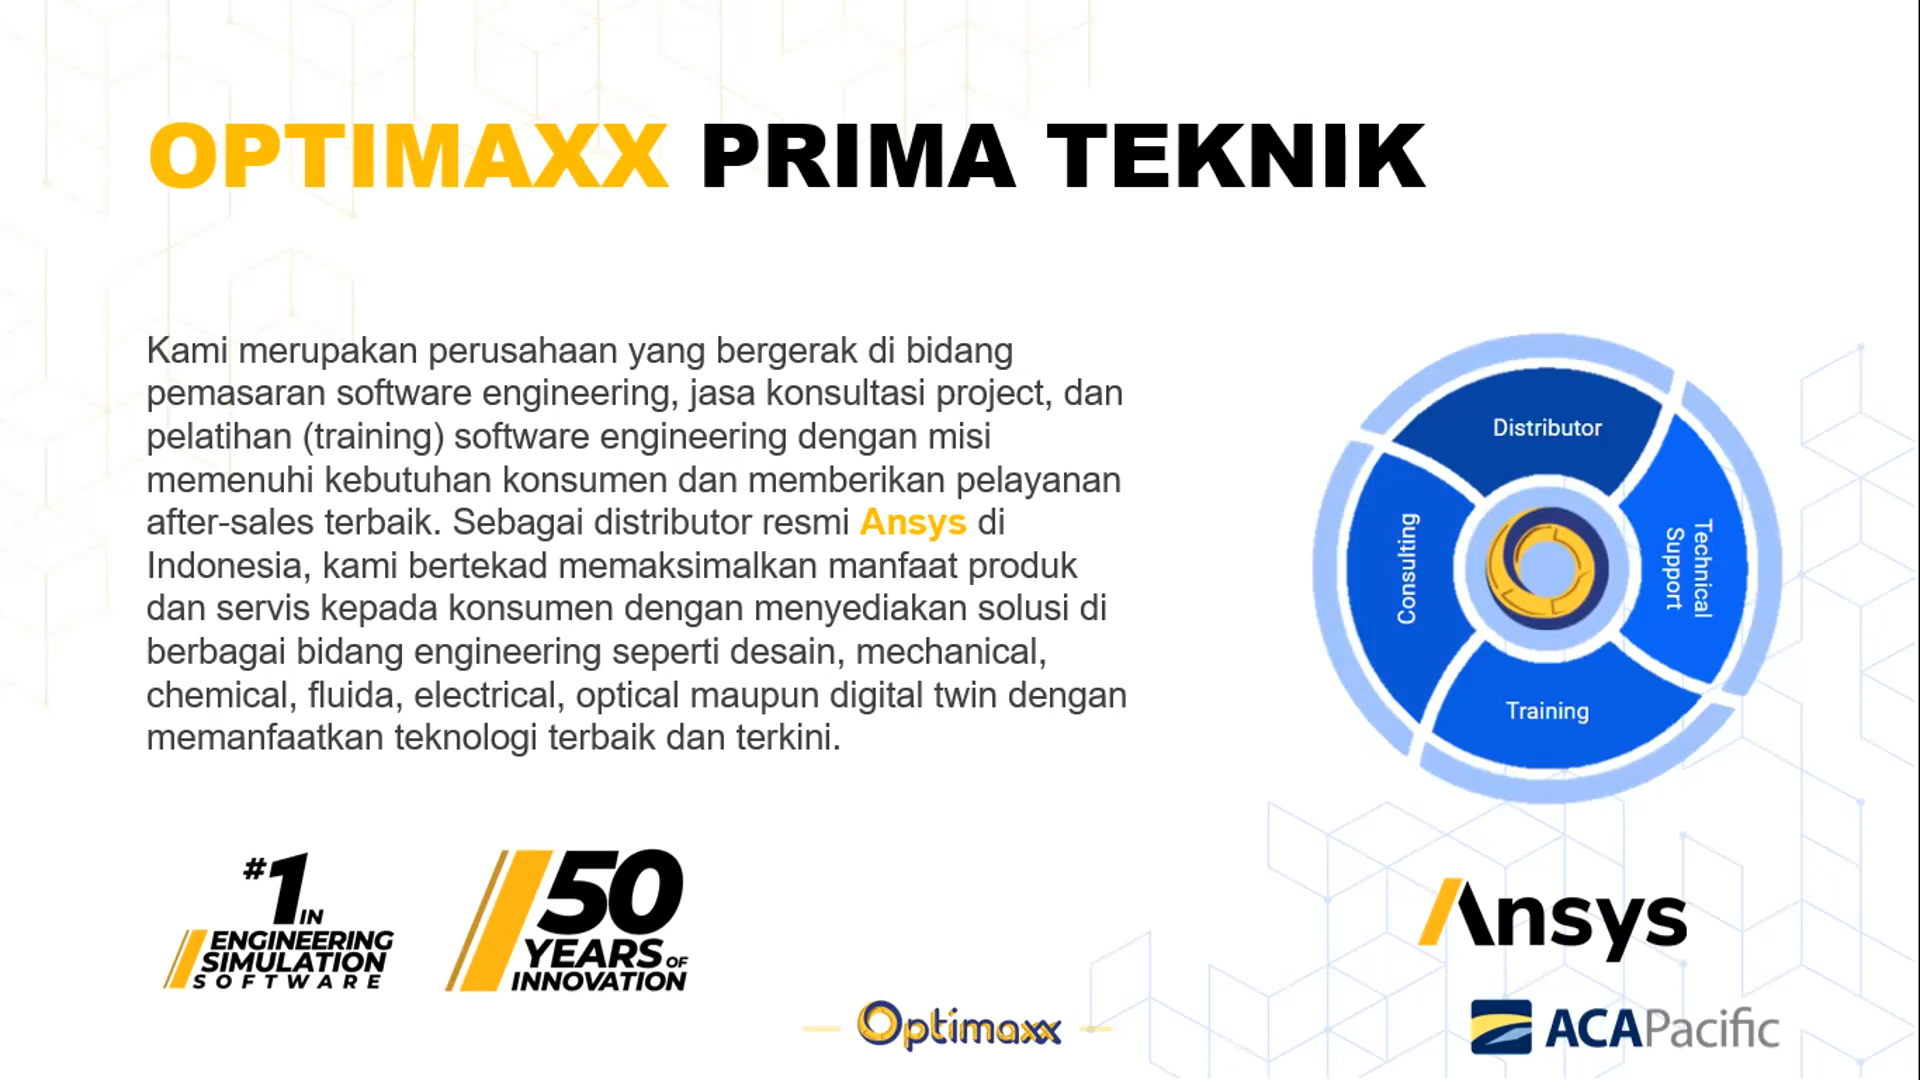 OPTIMAXX PRIMA TEKNIK
Kami merupakan perusahaan yang bergerak di bidang
pemasaran software engineering, jasa konsultasi project, dan
pelatihan (training) software engineering dengan misi
memenuhi kebutuhan konsumen dan memberikan pelayanan
after-sales terbaik. Sebagai distributor resmi Ansys di
Indonesia, kami bertekad memaksimalkan manfaat produk
dan servis kepada konsumen dengan menyediakan solusi di
berbagai bidang engineering seperti desain, mechanical,
chemical, fluida, electrical, optical maupun digital twin dengan
memanfaatkan teknologi terbaik dan terkini.
Distributor
Technical
Support
Training
Consulting
#1 IN
ENGINEERING
SIMULATION
SOFTWARE
50
YEARS OF
INNOVATION
Optimaxx
Ansys
ACAPacific